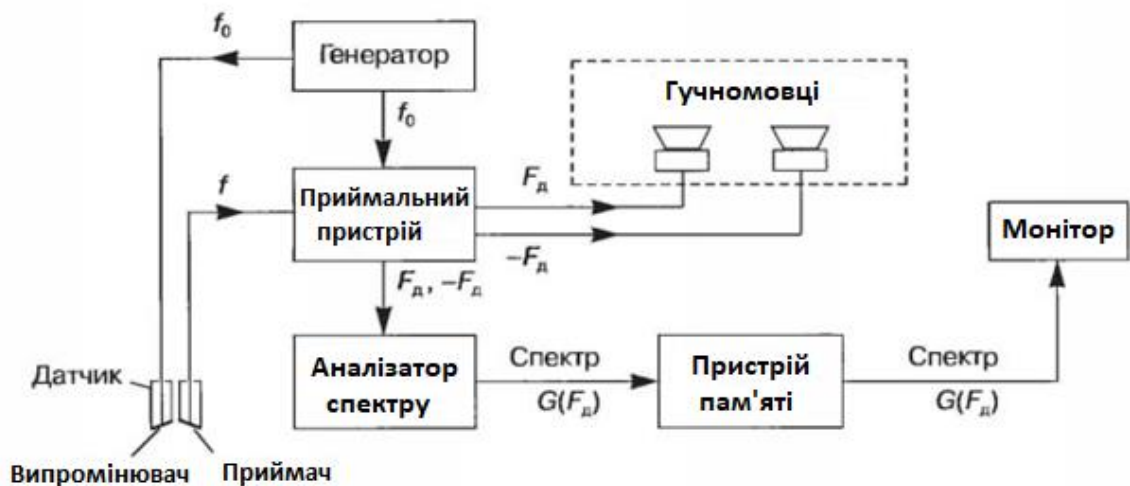 f₀
Генератор
Гучномовці
f₀
Fд
f
Приймальний
пристрій
Монітор
−Fд
Fд, −Fд
Датчик
Аналізатор
спектру
Спектр
G(Fд)
Пристрій
пам'яті
Спектр
G(Fд)
Випромінювач
Приймач